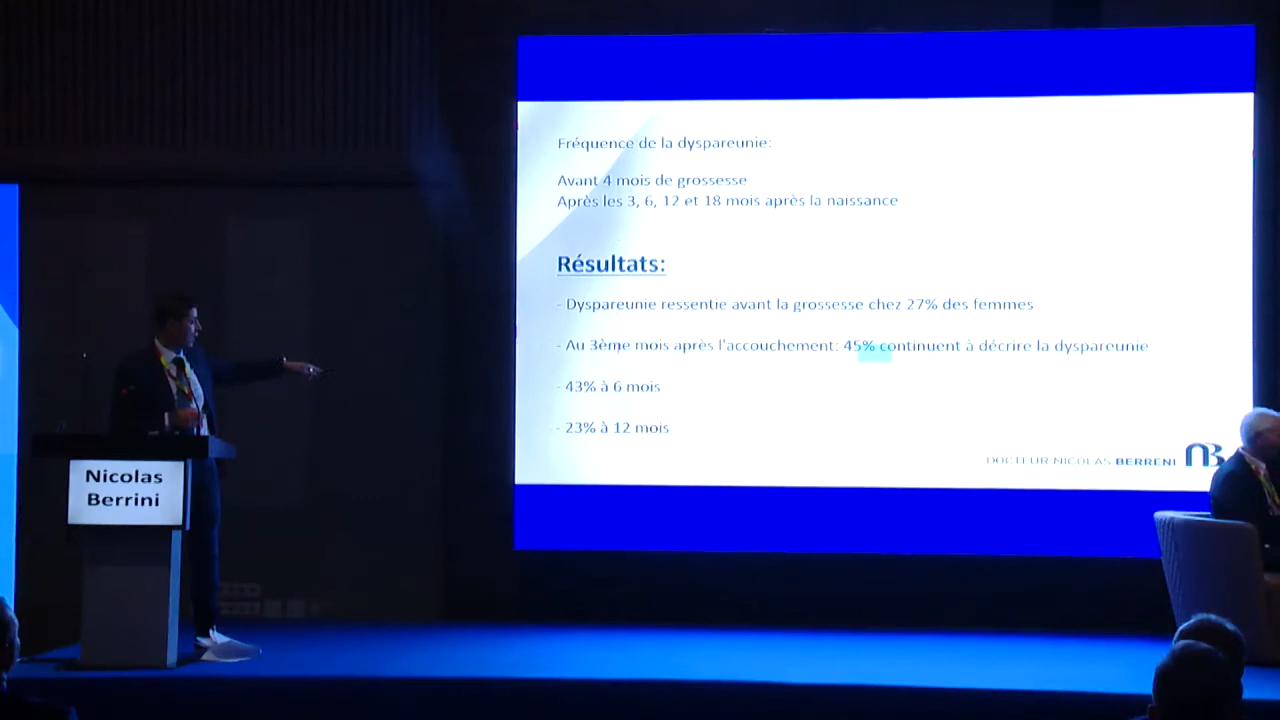 Fréquence de la dyspareunie:
Avant 4 mois de grossesse
Après les 3, 6, 12 et 18 mois après la naissance
Résultats:
- Dyspareunie ressentie avant la grossesse chez 27% des femmes
- Au 3ème mois après l'accouchement: 45% continuent à décrire la dyspareunie
- 43% à 6 mois
- 23% à 12 mois
DOCTEUR NICOLAS BERRENI NB
Nicolas
Berrini